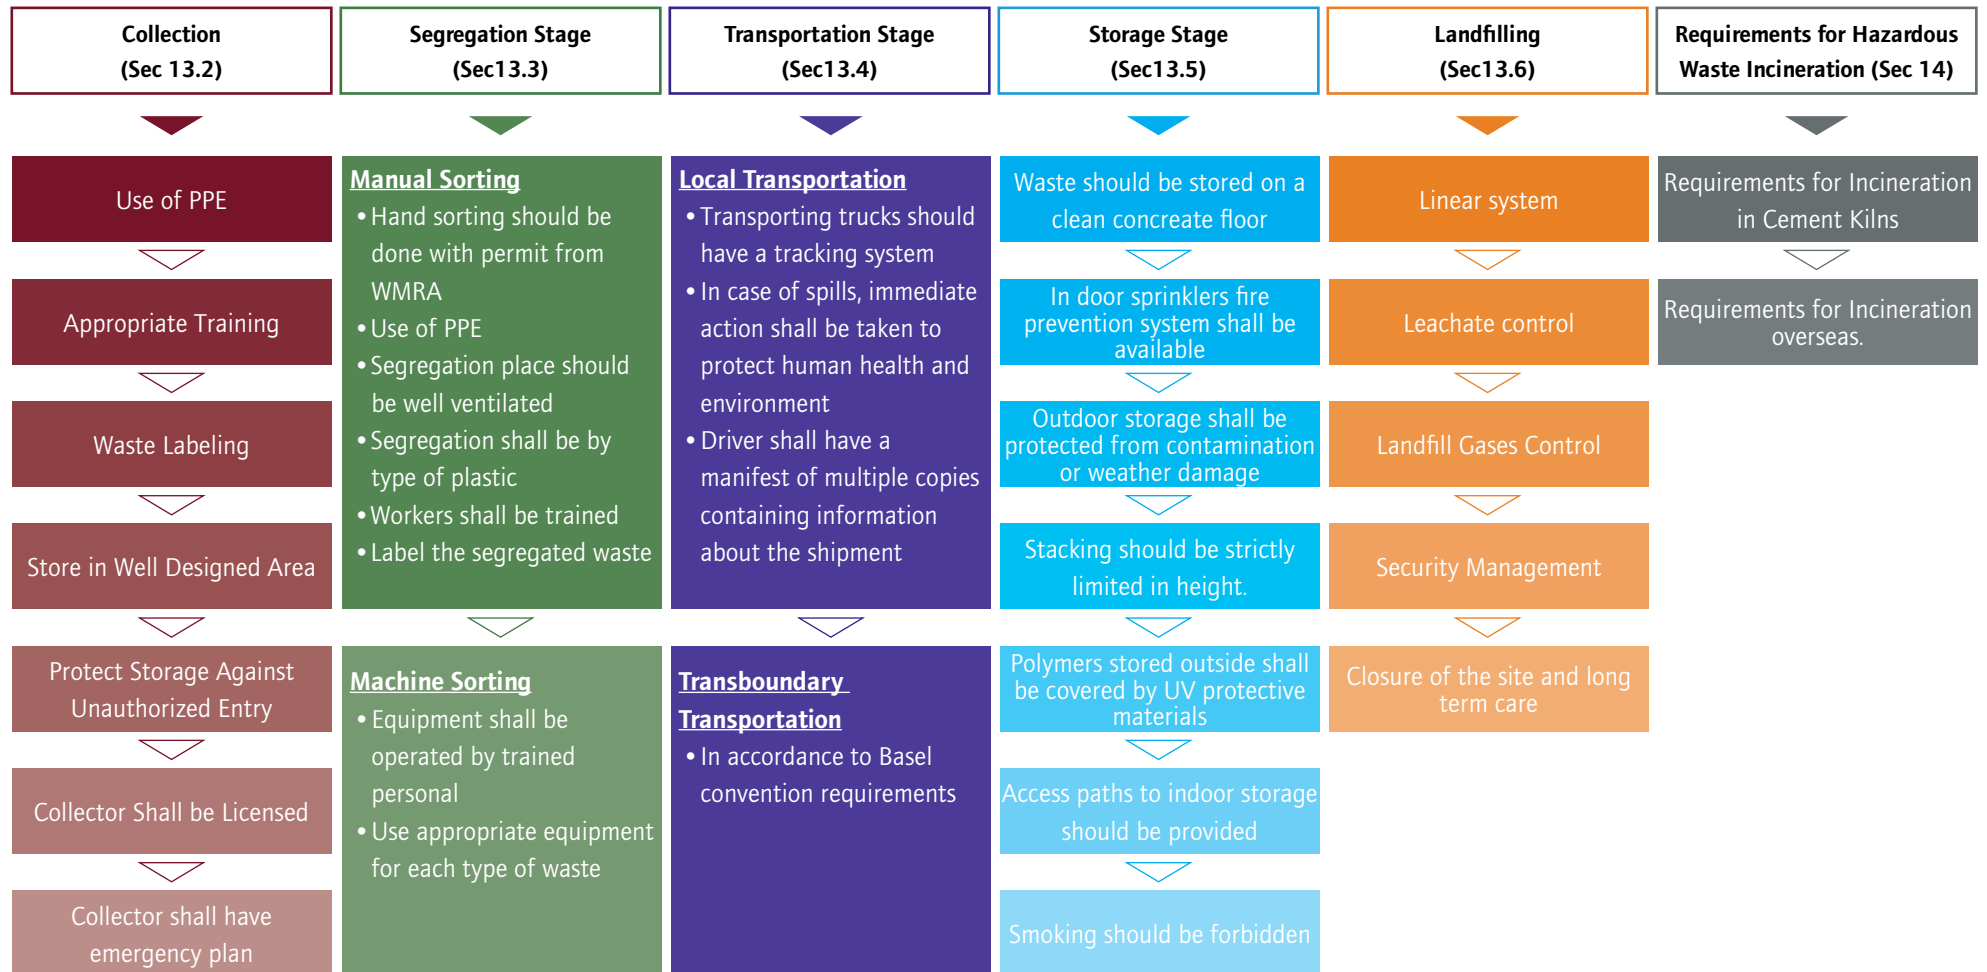 Collection
(Sec 13.2)
Use of PPE
Appropriate Training
Waste Labeling
Store in Well Designed Area
Protect Storage Against
Unauthorized Entry
Collector Shall be Licensed
Collector shall have
emergency plan
Segregation Stage
(Sec13.3)
Manual Sorting
• Hand sorting should be
done with permit from
WMRA
• Use of PPE
• Segregation place should
be well ventilated
• Segregation shall be by
type of plastic
• Workers shall be trained
• Label the segregated waste
Machine Sorting
• Equipment shall be
operated by trained
personal
• Use appropriate equipment
for each type of waste
Transportation Stage
(Sec13.4)
Local Transportation
• Transporting trucks should
have a tracking system
• In case of spills, immediate
action shall be taken to
protect human health and
environment
• Driver shall have a
manifest of multiple copies
containing information
about the shipment
Transboundary
Transportation
• In accordance to Basel
convention requirements
Storage Stage
(Sec13.5)
Waste should be stored on a
clean concreate floor
In door sprinklers fire
prevention system shall be
available
Outdoor storage shall be
protected from contamination
or weather damage
Stacking should be strictly
limited in height.
Polymers stored outside shall
be covered by UV protective
materials
Access paths to indoor storage
should be provided
Smoking should be forbidden
Landfilling
(Sec13.6)
Linear system
Leachate control
Landfill Gases Control
Security Management
Closure of the site and long
term care
Requirements for Hazardous
Waste Incineration (Sec 14)
Requirements for Incineration
in Cement Kilns
Requirements for Incineration
overseas.